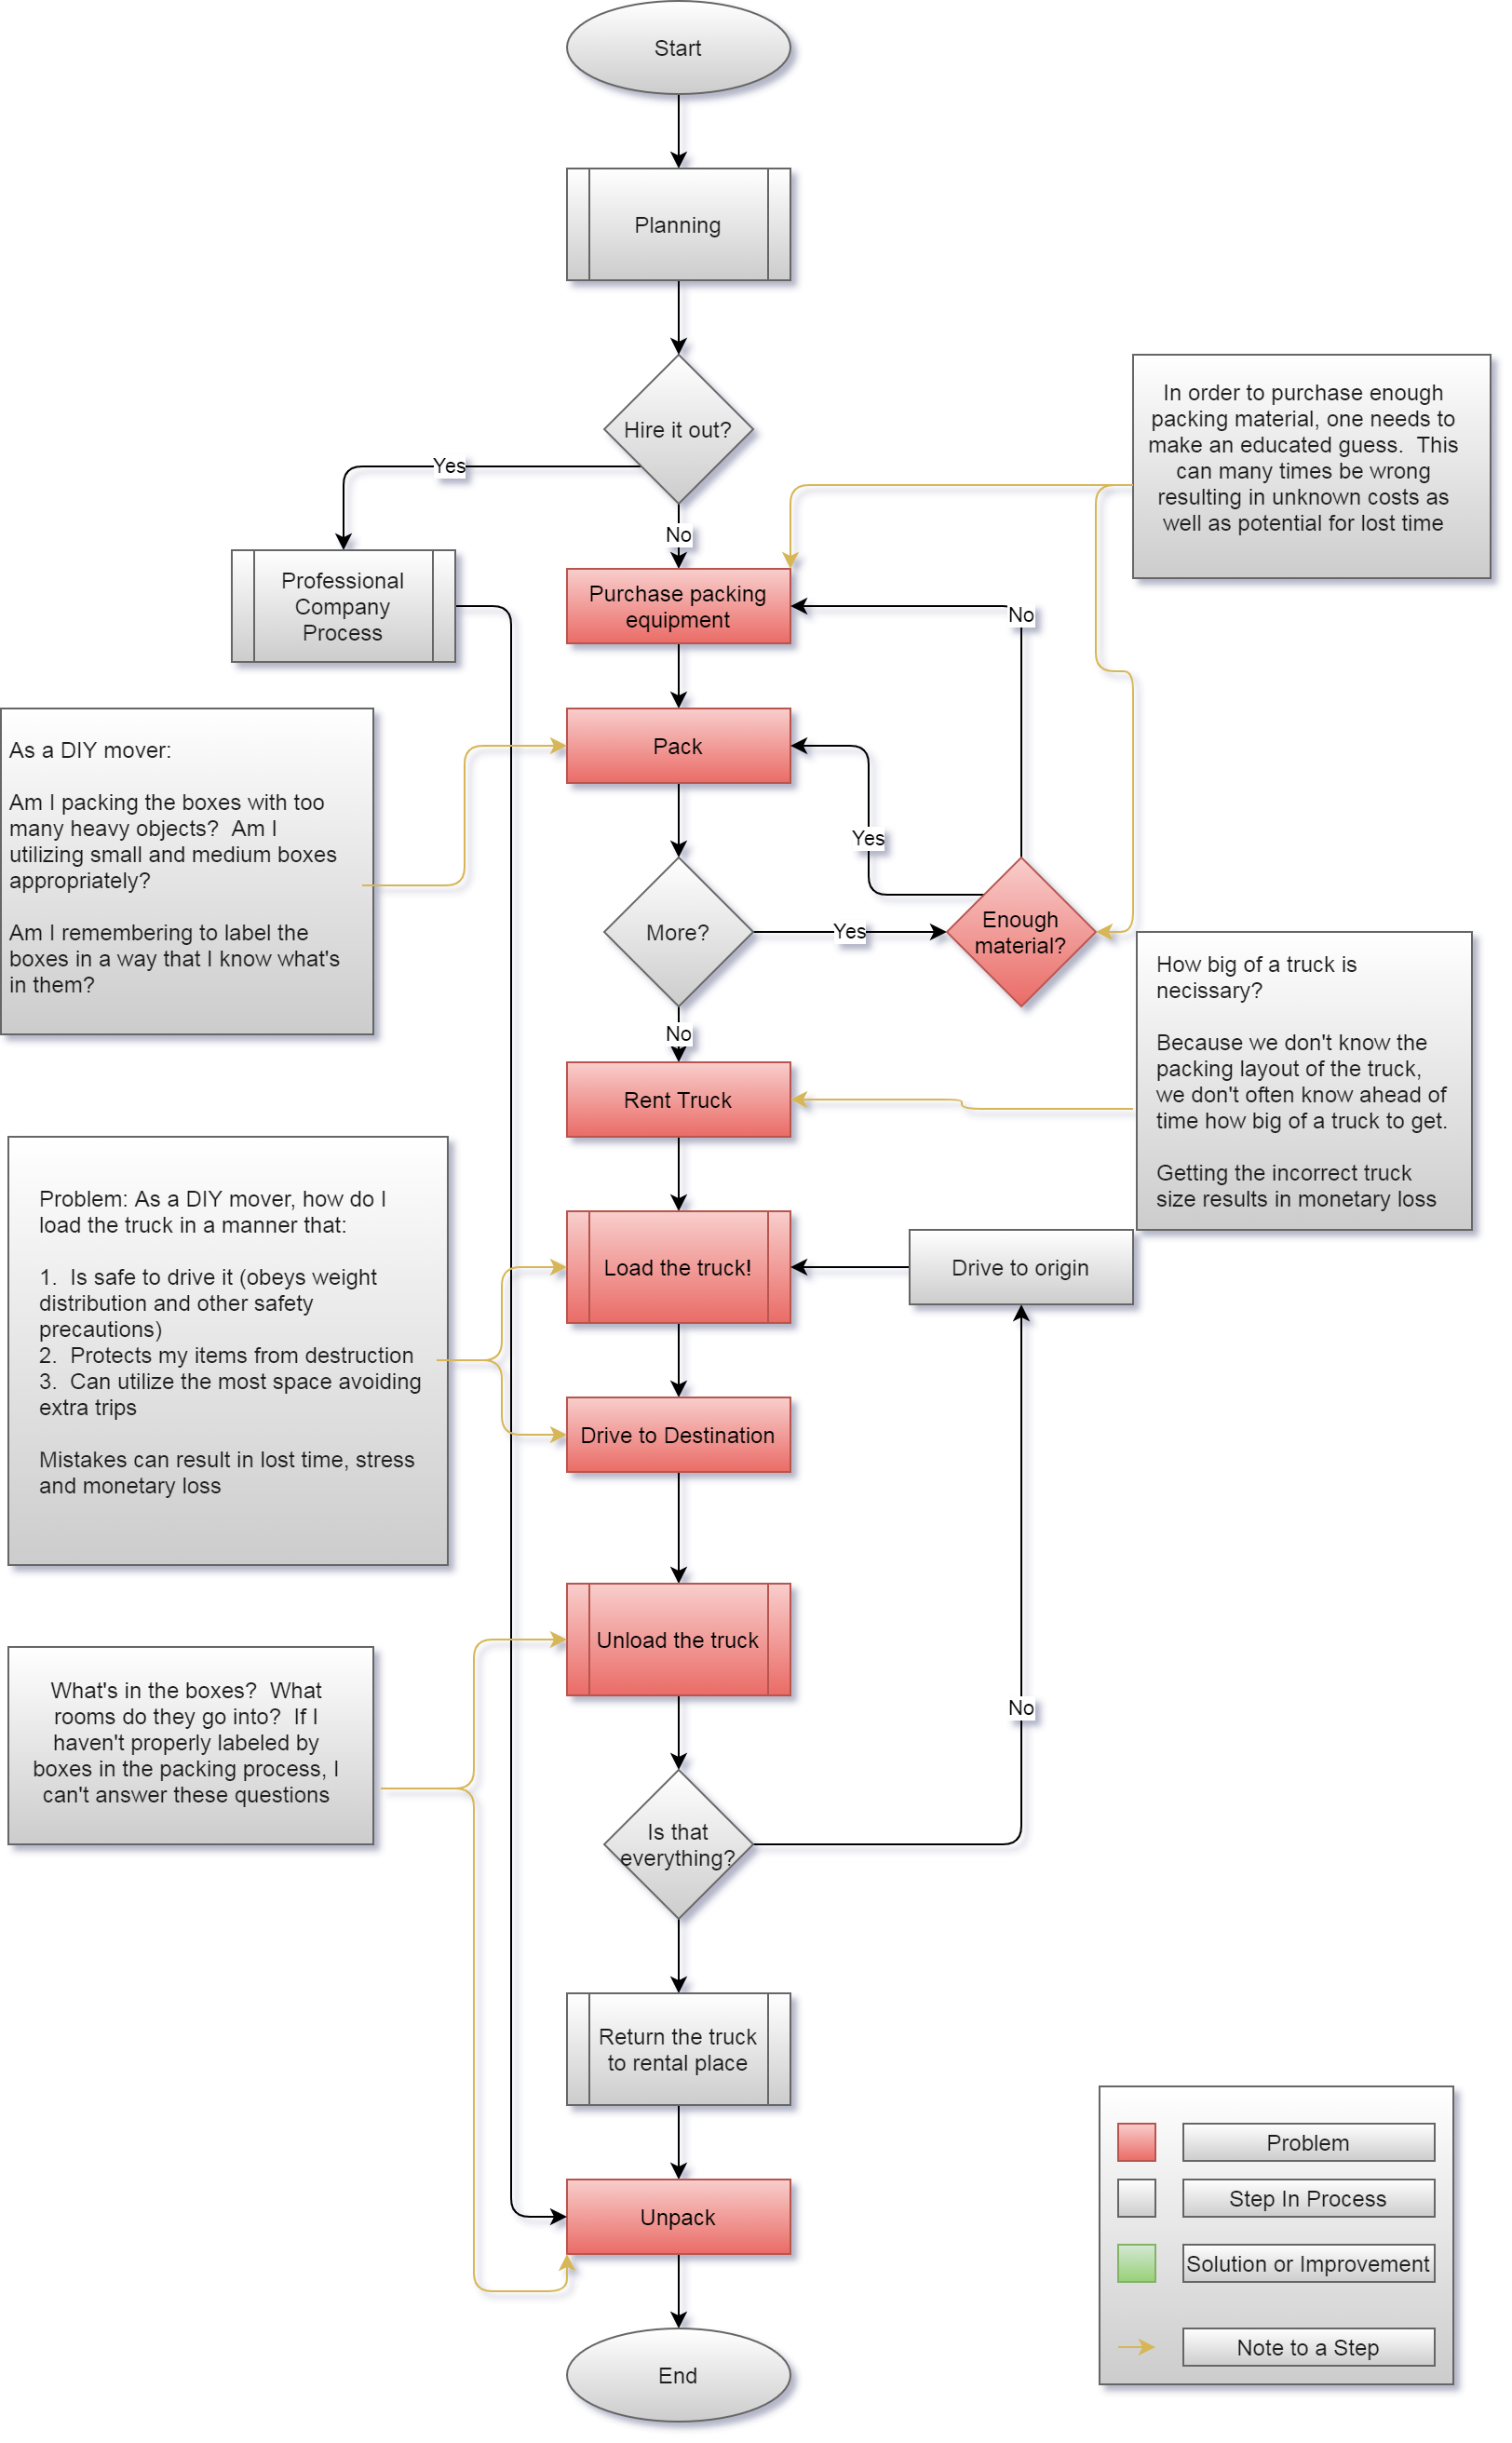 Start
Planning
Hire it out?
Yes
No
In order to purchase enough
packing material, one needs to
make an educated guess.  This
can many times be wrong
resulting in unknown costs as
well as potential for lost time
Professional
Company
Process
Purchase packing
equipment
No
As a DIY mover:
Am I packing the boxes with too
many heavy objects?  Am I
utilizing small and medium boxes
appropriately?
Am I remembering to label the
boxes in a way that I know what's
in them?
Pack
Yes
More?
Yes
Enough
material?
No
How big of a truck is
necissary?
Because we don't know the
packing layout of the truck,
we don't often know ahead of
time how big of a truck to get.
Getting the incorrect truck
size results in monetary loss
Rent Truck
Problem: As a DIY mover, how do I
load the truck in a manner that:
1.  Is safe to drive it (obeys weight
distribution and other safety
precautions)
2.  Protects my items from destruction
3.  Can utilize the most space avoiding
extra trips
Mistakes can result in lost time, stress
and monetary loss
Load the truck!
Drive to origin
Drive to Destination
Unload the truck
What's in the boxes?  What
rooms do they go into?  If I
haven't properly labeled by
boxes in the packing process, I
can't answer these questions
No
Is that
everything?
Return the truck
to rental place
Unpack
End
Problem
Step In Process
Solution or Improvement
Note to a Step